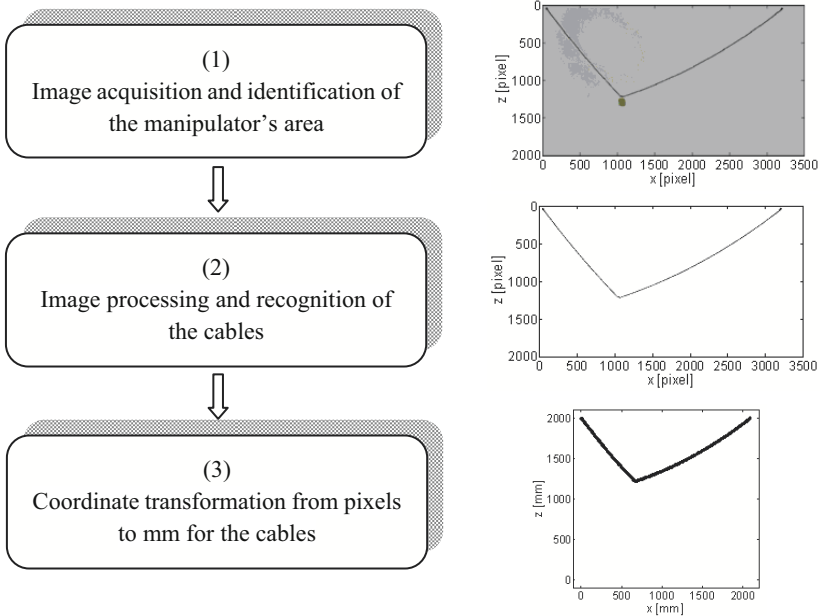 (1)
Image acquisition and identification of
the manipulator's area
(2)
Image processing and recognition of
the cables
(3)
Coordinate transformation from pixels
to mm for the cables
0
500
1000
1500
2000
z [pixel]
0 500 1000 1500 2000 2500 3000 3500
x [pixel]
0
500
1000
1500
2000
z [pixel]
0 500 1000 1500 2000 2500 3000 3500
x [pixel]
2000
1500
1000
500
0
z [mm]
0 500 1000 1500 2000
x [mm]